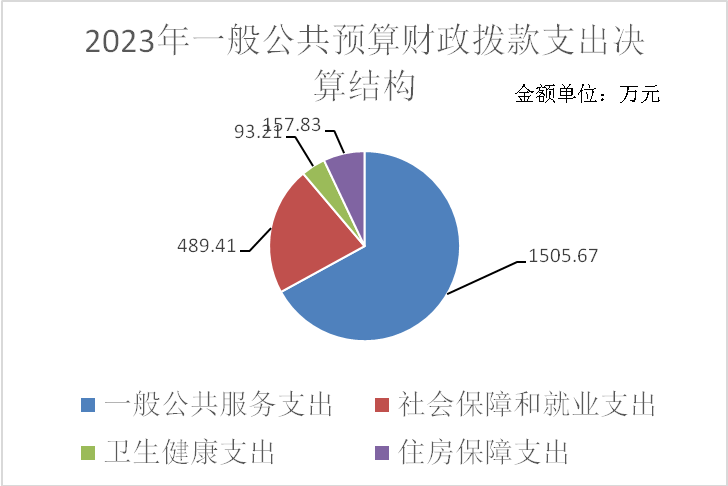 2023年一般公共预算财政拨款支出决
算结构
金额单位：万元
157.83
93.21
489.41
1505.67
一般公共服务支出
社会保障和就业支出
卫生健康支出
住房保障支出